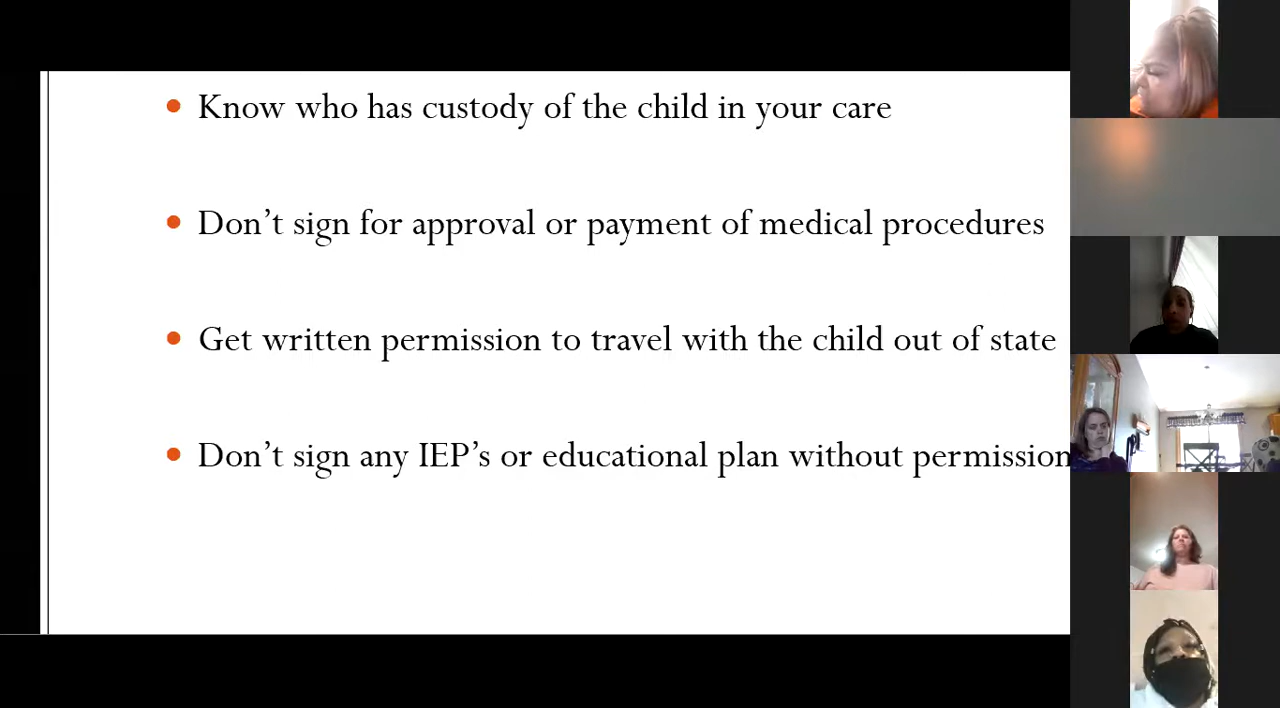 Know who has custody of the child in your care
Don’t sign for approval or payment of medical procedures
Get written permission to travel with the child out of state
Don’t sign any IEP’s or educational plan without permission